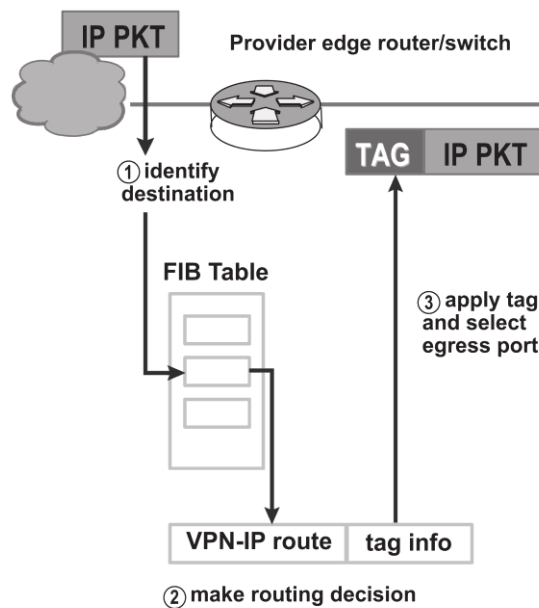 IP PKT
Provider edge router/switch
TAG IP PKT
① identify
destination
FIB Table
③ apply tag
and select
egress port
VPN-IP route tag info
② make routing decision